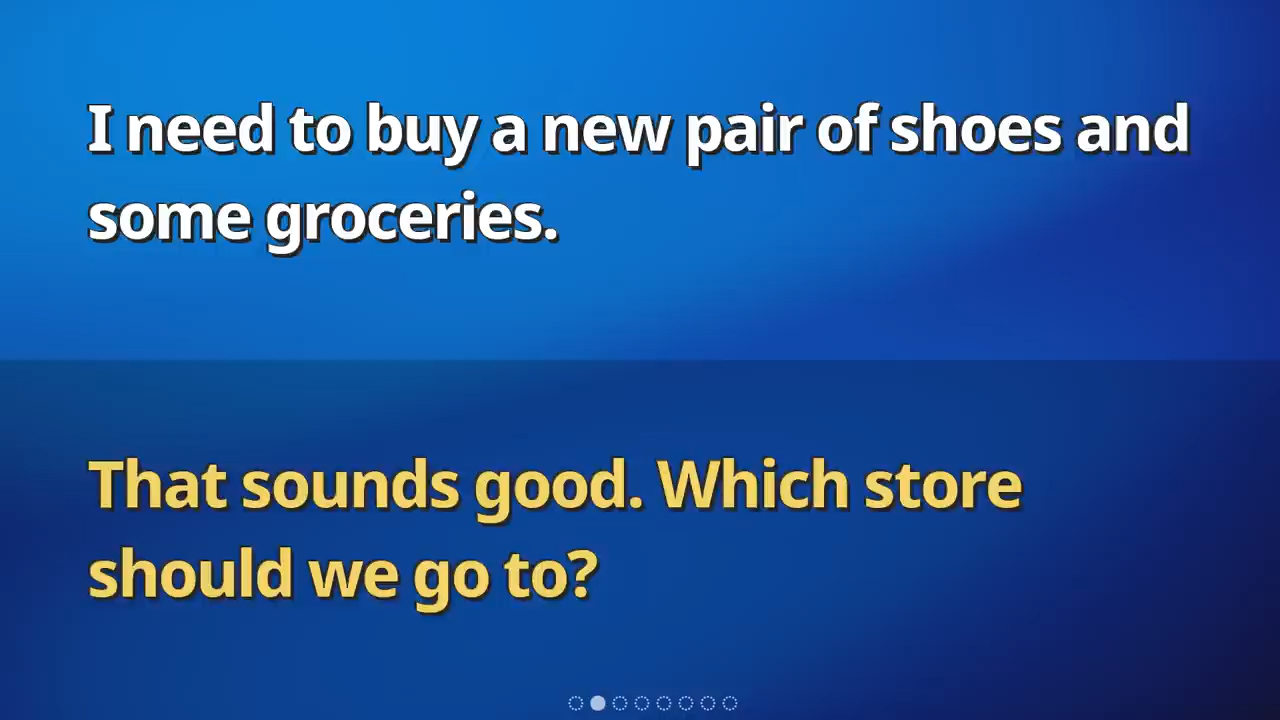 I need to buy a new pair of shoes and
some groceries.
That sounds good. Which store
should we go to?